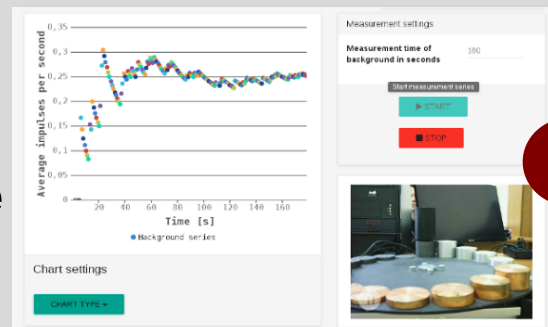 0,35
0,3
0,25
0,2
0,15
0,1
0,05
0
Average impulses per second
20 40 60 80 100 120 140 160
Time [s]
Background series
Chart settings
CHART TYPE
Measurement settings
Measurement time of
background in seconds
180
Start measurement series
START
STOP
e